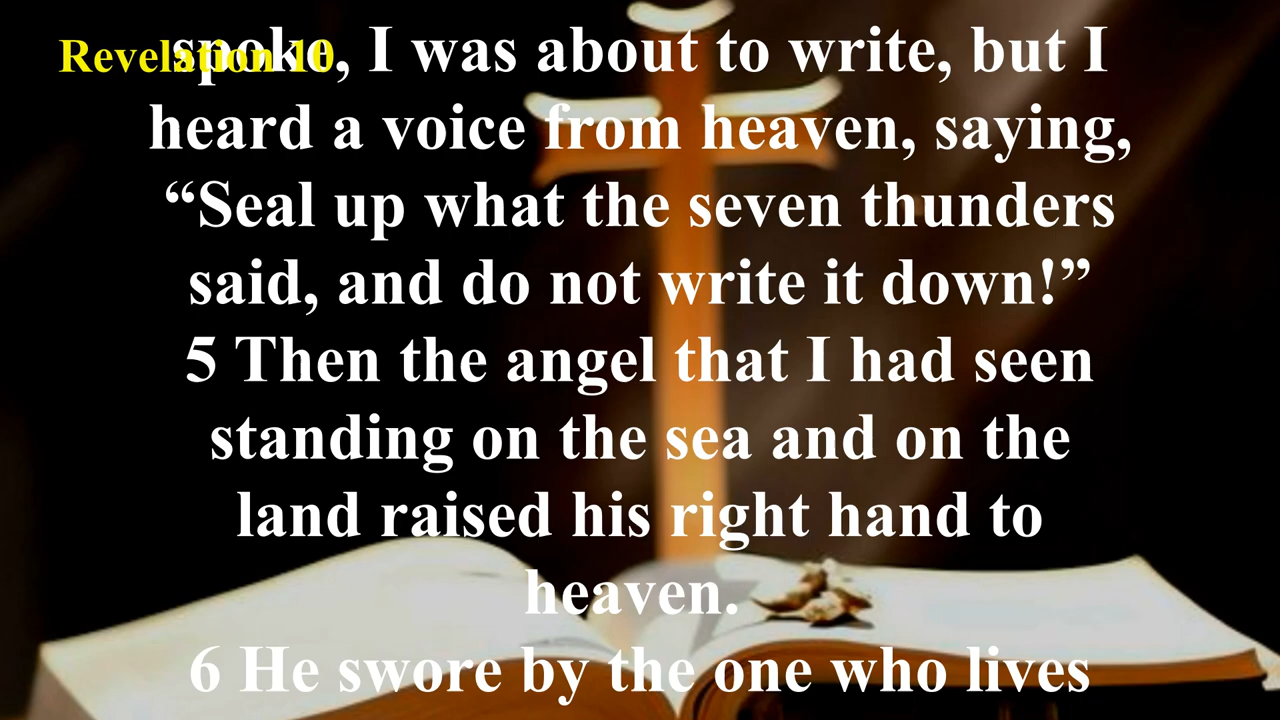 Revelation 10
spoke, I was about to write, but I
heard a voice from heaven, saying,
“Seal up what the seven thunders
said, and do not write it down!”
5 Then the angel that I had seen
standing on the sea and on the
land raised his right hand to
heaven.
6 He swore by the one who lives